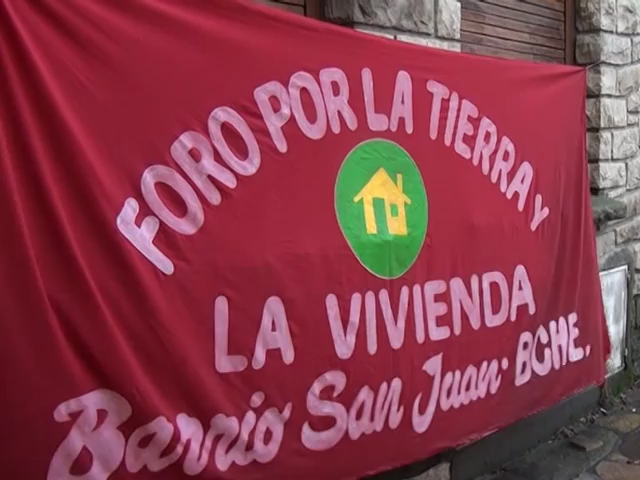 FORO POR LA TIERRA Y
LA VIVIENDA
Barrio San Juan· BCHE.